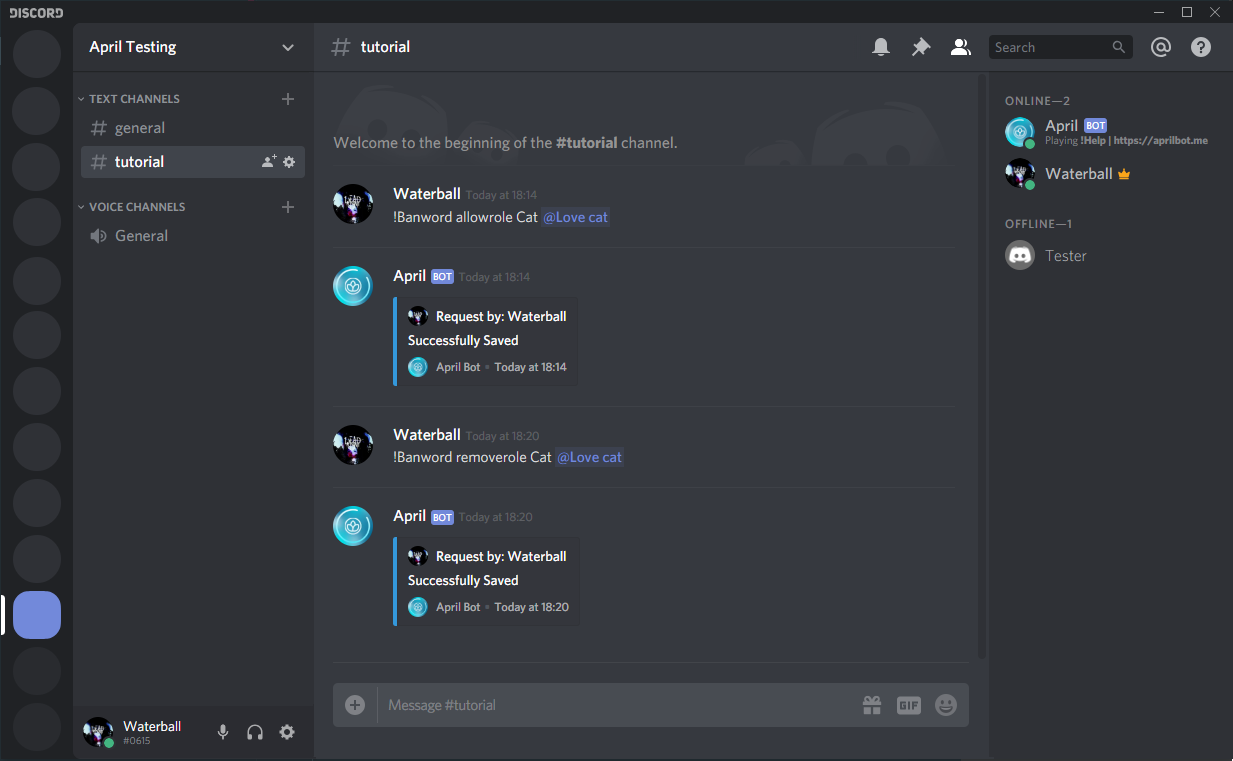 DISCORD
April Testing
TEXT CHANNELS
general
tutorial
VOICE CHANNELS
General
Waterball
#0615
# tutorial
Search
Welcome to the beginning of the #tutorial channel.
Waterball Today at 18:14
!Banword allowrole Cat @Love cat
April BOT Today at 18:14
Request by: Waterball
Successfully Saved
April Bot • Today at 18:14
Waterball Today at 18:20
!Banword removerole Cat @Love cat
April BOT Today at 18:20
Request by: Waterball
Successfully Saved
April Bot • Today at 18:20
Message #tutorial
GIF
ONLINE—2
April BOT
Playing !Help | https://aprilbot.me
Waterball
OFFLINE—1
Tester